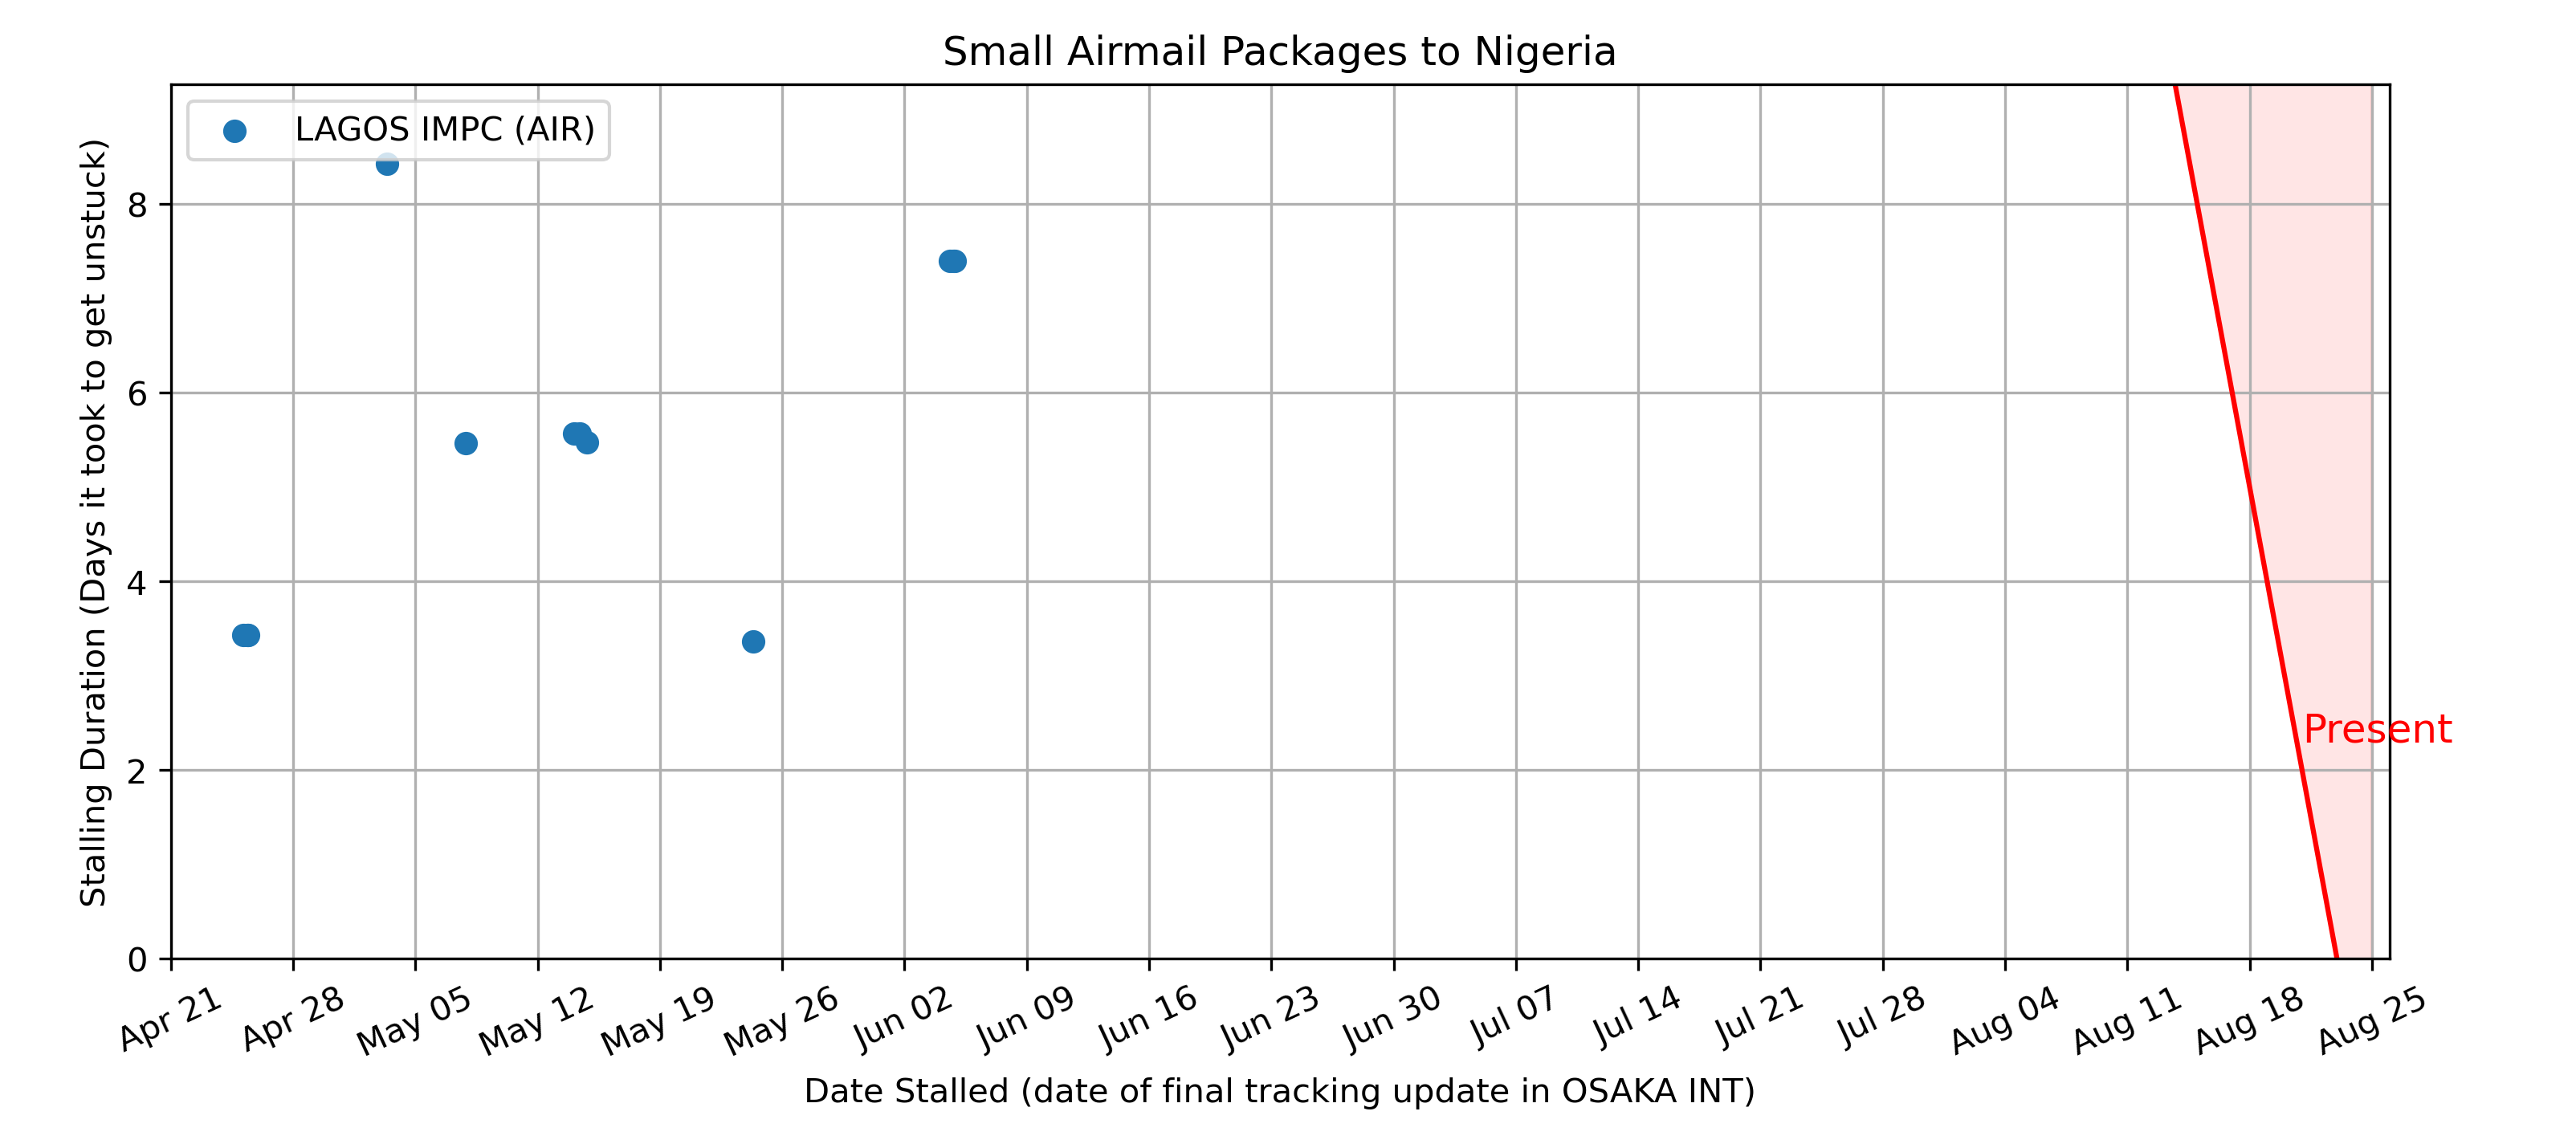 Small Airmail Packages to Nigeria
LAGOS IMPC (AIR)
Stalling Duration (Days it took to get unstuck)
8
6
4
2
0
Present
Apr 21
Apr 28
May 05
May 12
May 19
May 26
Jun 02
Jun 09
Jun 16
Jun 23
Jun 30
Jul 07
Jul 14
Jul 21
Jul 28
Aug 04
Aug 11
Aug 18
Aug 25
Date Stalled (date of final tracking update in OSAKA INT)